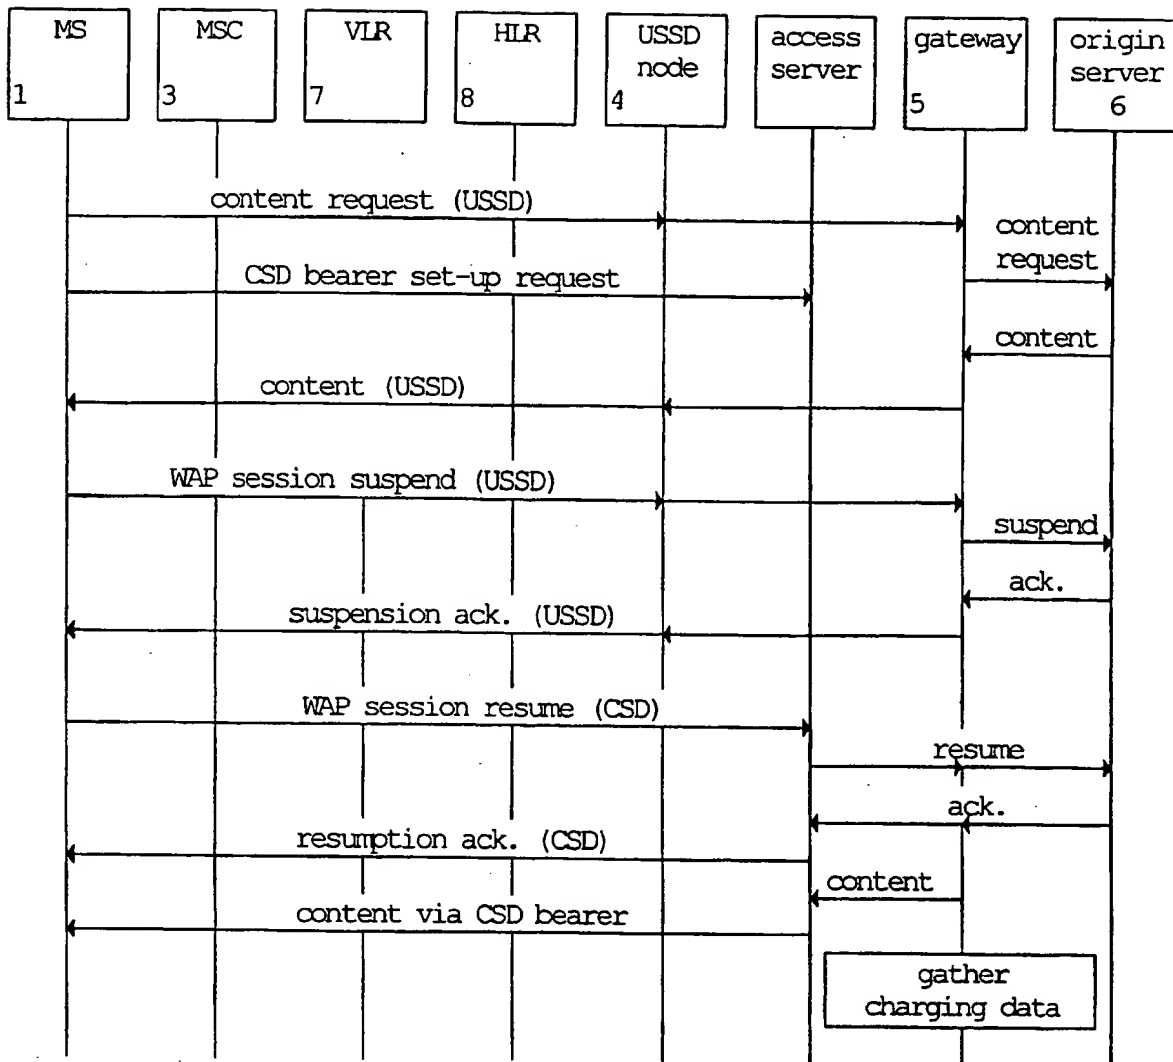 MS
1
MSC
3
VLR
7
HLR
8
USSD
node
4
access
server
gateway
5
origin
server
6
content request (USSD)
content
request
CSD bearer set-up request
content
content (USSD)
WAP session suspend (USSD)
suspend
ack.
suspension ack. (USSD)
WAP session resume (CSD)
resume
ack.
resumption ack. (CSD)
content
content via CSD bearer
gather
charging data